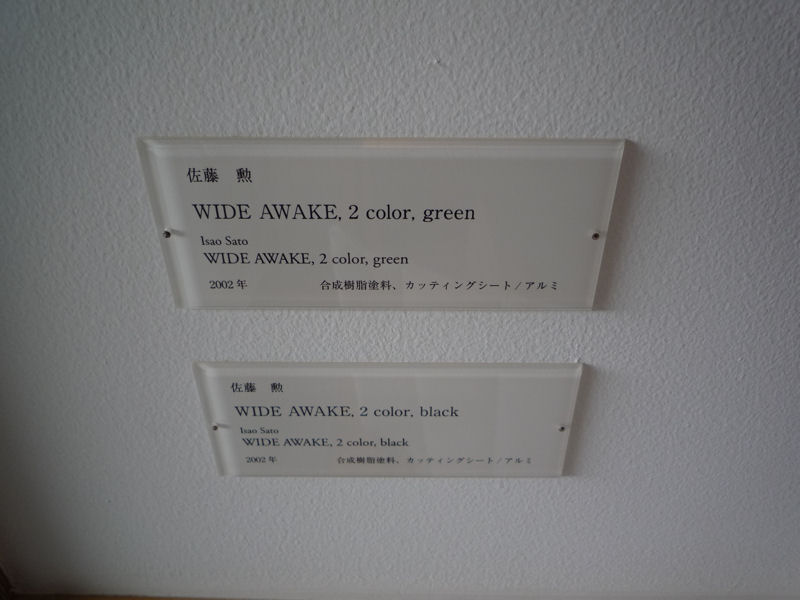 佐藤　勲
WIDE AWAKE, 2 color, green
Isao Sato
WIDE AWAKE, 2 color, green
2002年　合成樹脂塗料、カッティングシート/アルミ
佐藤　勲
WIDE AWAKE, 2 color, black
Isao Sato
WIDE AWAKE, 2 color, black
2002年　合成樹脂塗料、カッティングシート/アルミ